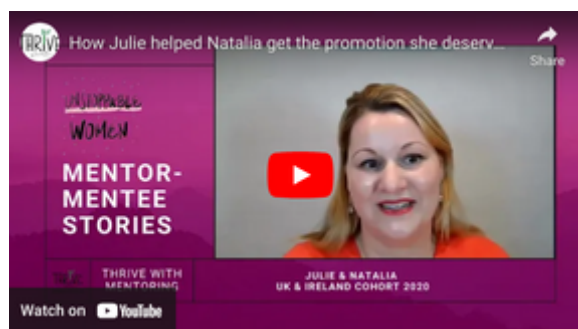 THRIVE
How Julie helped Natalia get the promotion she deserv...
Share
UNSTOPPABLE
WOMEN
MENTOR-
MENTEE
STORIES
THRIVE WITH
MENTORING
JULIE & NATALIA
UK & IRELAND COHORT 2020
Watch on YouTube